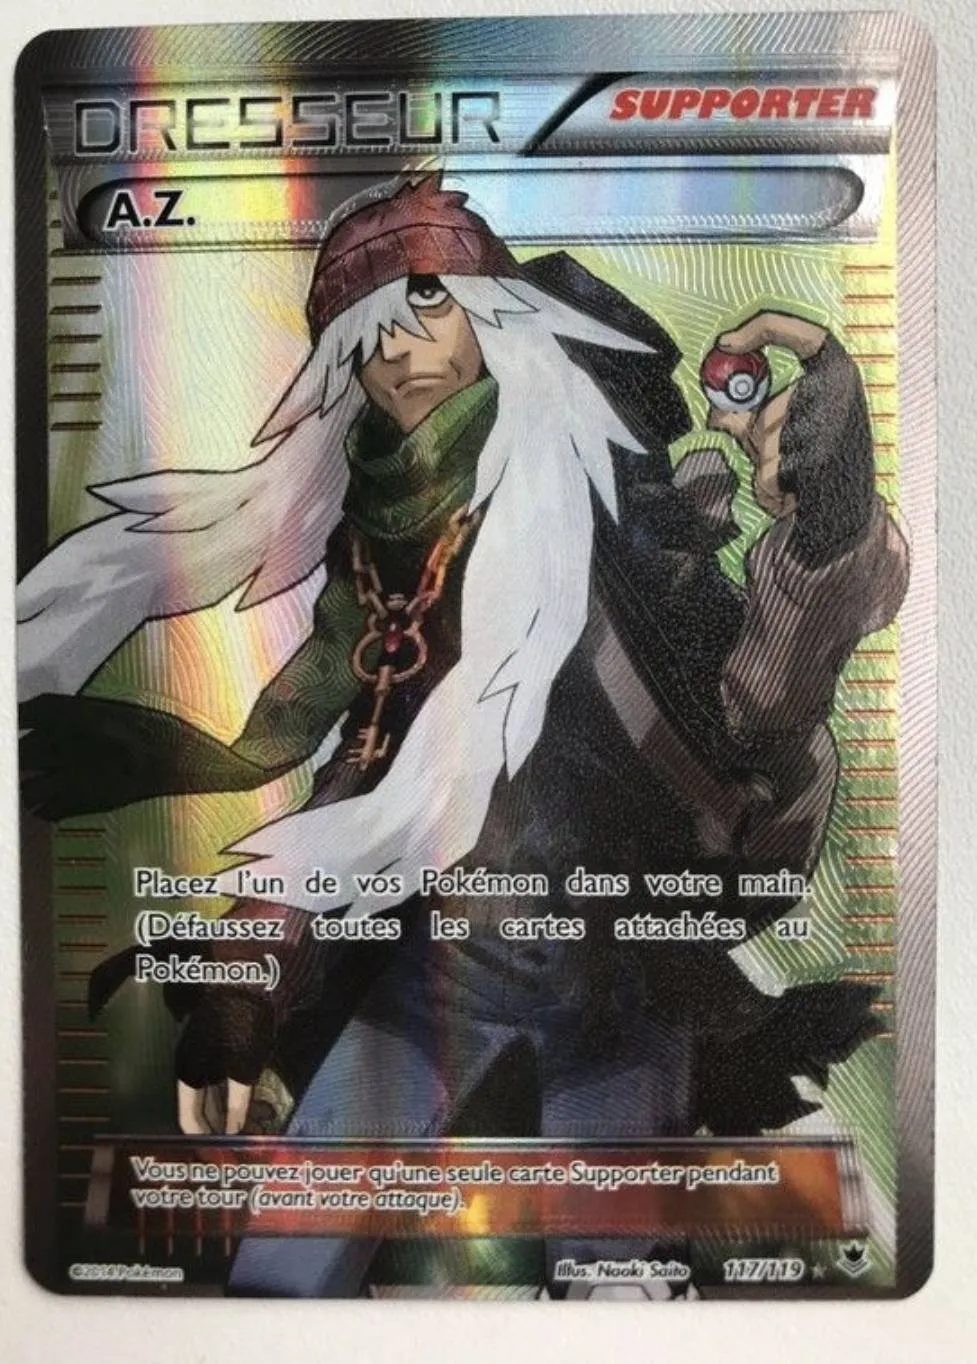 DRESSEUR SUPPORTER
A.Z.
Placez l'un de vos Pokémon dans votre main.
(Défaussez toutes les cartes attachées au
Pokémon.)
Vous ne pouvez jouer qu'une seule carte Supporter pendant
votre tour (avant votre attaque).
©2014 Pokémon Illus. Naoki Saito 117/119